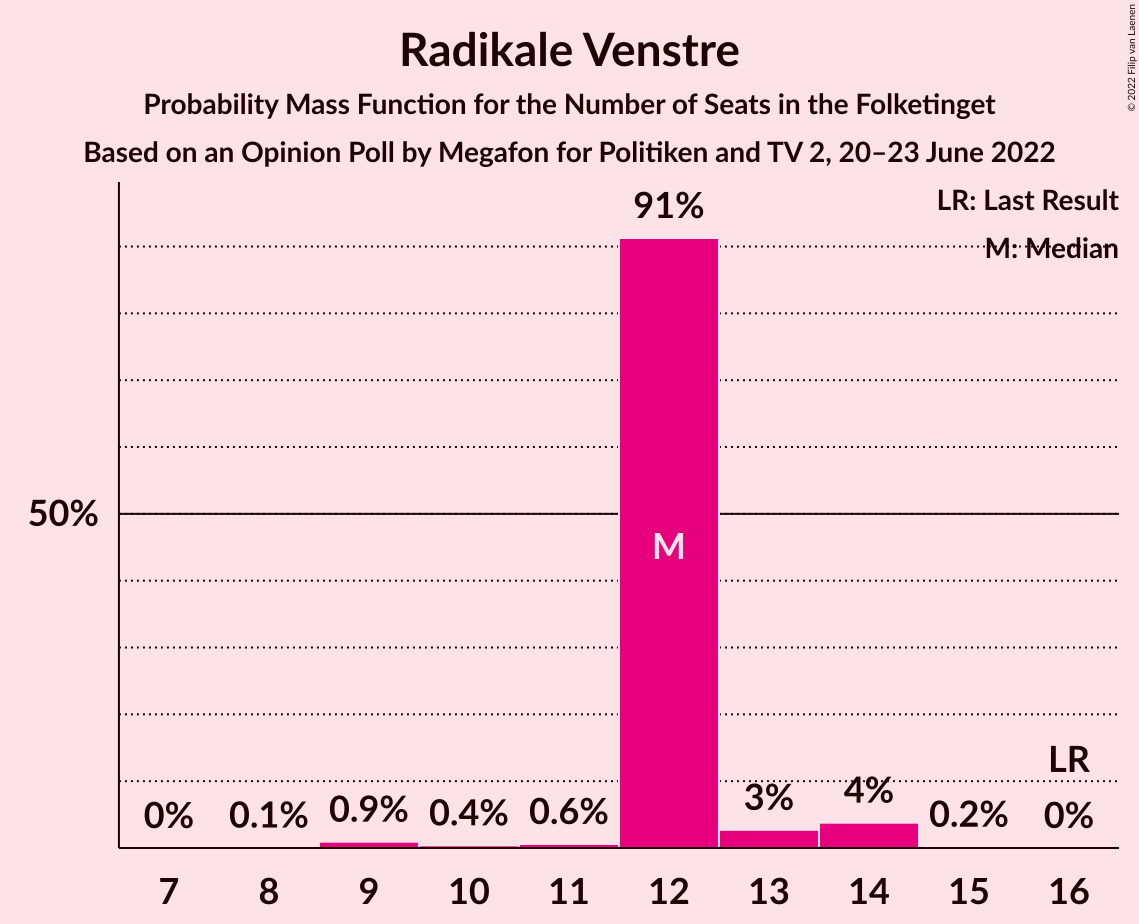 Radikale Venstre
Probability Mass Function for the Number of Seats in the Folketinget
Based on an Opinion Poll by Megafon for Politiken and TV 2, 20–23 June 2022
© 2022 Filip van Laenen
LR: Last Result
M: Median
91%
50%
M
LR
0% 0.1% 0.9% 0.4% 0.6% 3% 4% 0.2% 0%
7 8 9 10 11 12 13 14 15 16